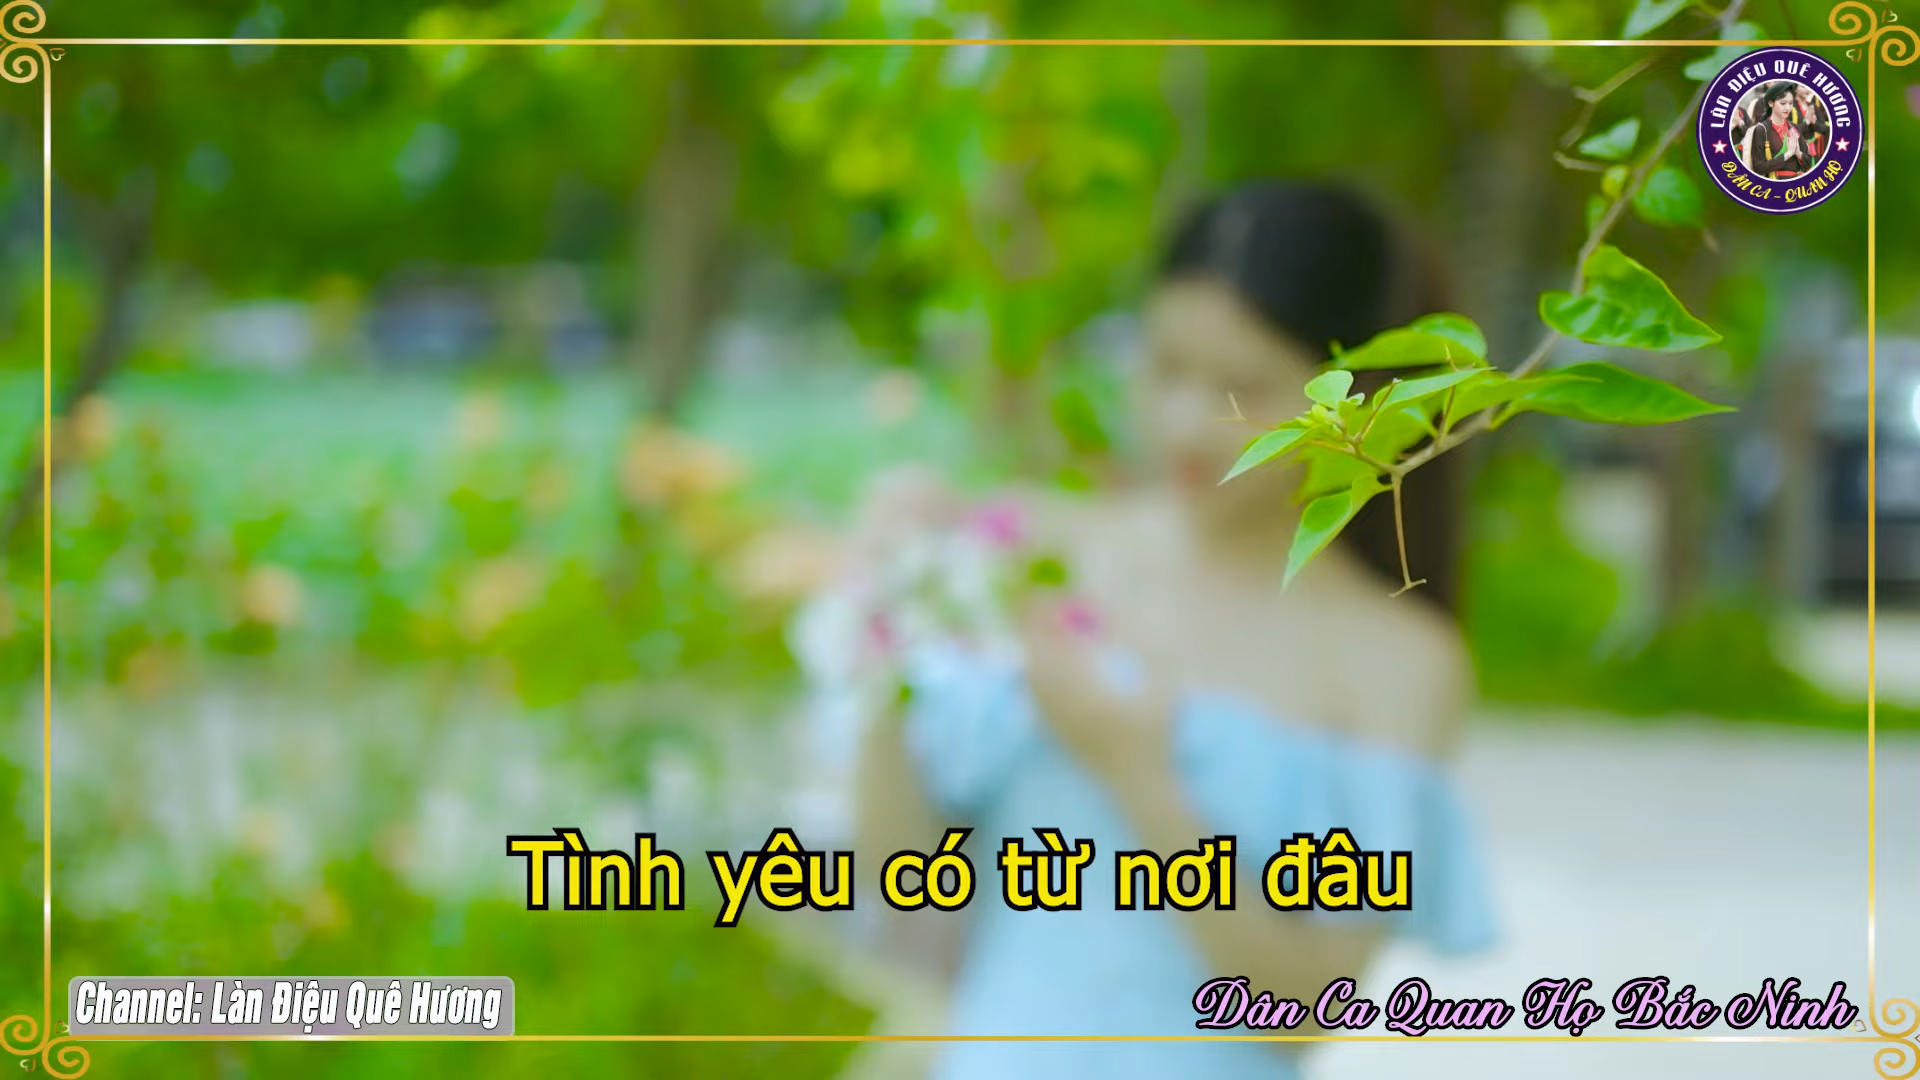 LÀN ĐIỆU QUÊ HƯƠNG
DÂN CA - QUAN HỌ
Tình yêu có từ nơi đâu
Channel: Làn Điệu Quê Hương
Dân Ca Quan Họ Bắc Ninh